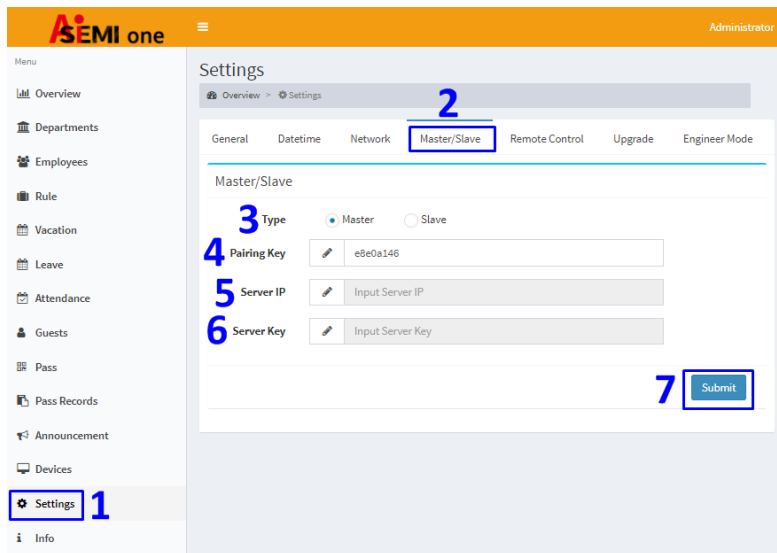 AiSEMI one
Administrator
Menu
Overview
Departments
Employees
Rule
Vacation
Leave
Attendance
Guests
Pass
Pass Records
Announcement
Devices
Settings 1
Info
Settings
Overview > Settings
2
General Datetime Network Master/Slave Remote Control Upgrade Engineer Mode
Master/Slave
3 Type Master Slave
4 Pairing Key e8e0a146
5 Server IP Input Server IP
6 Server Key Input Server Key
7 Submit